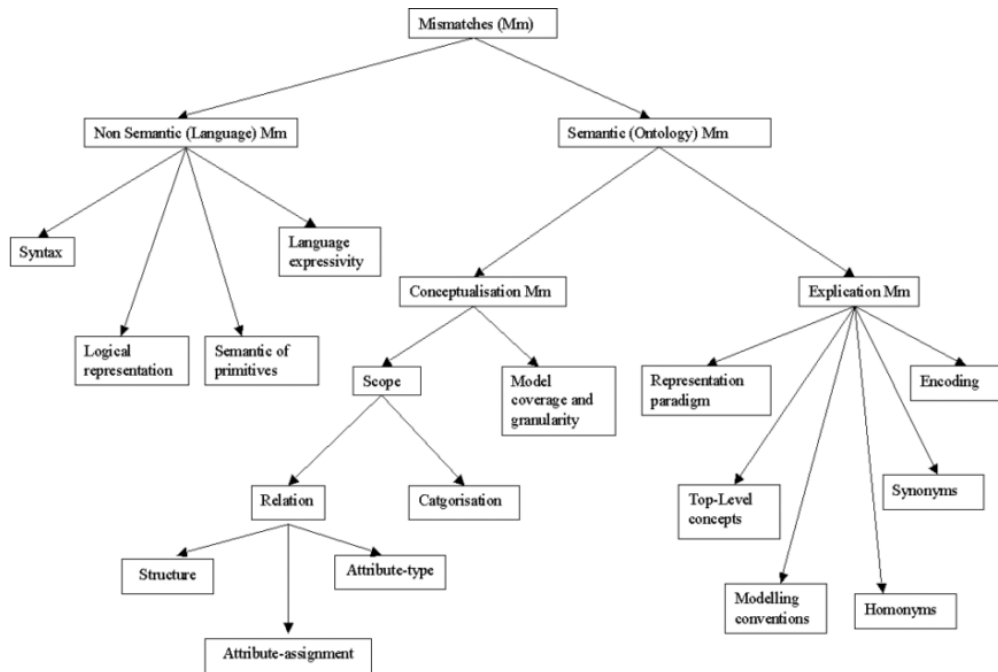 Mismatches (Mm)
Non Semantic (Language) Mm
Semantic (Ontology) Mm
Syntax
Language
expressivity
Logical
representation
Semantic of
primitives
Conceptualisation Mm
Explication Mm
Scope
Model
coverage and
granularity
Representation
paradigm
Encoding
Relation
Catgorisation
Top-Level
concepts
Synonyms
Structure
Attribute-type
Modelling
conventions
Homonyms
Attribute-assignment